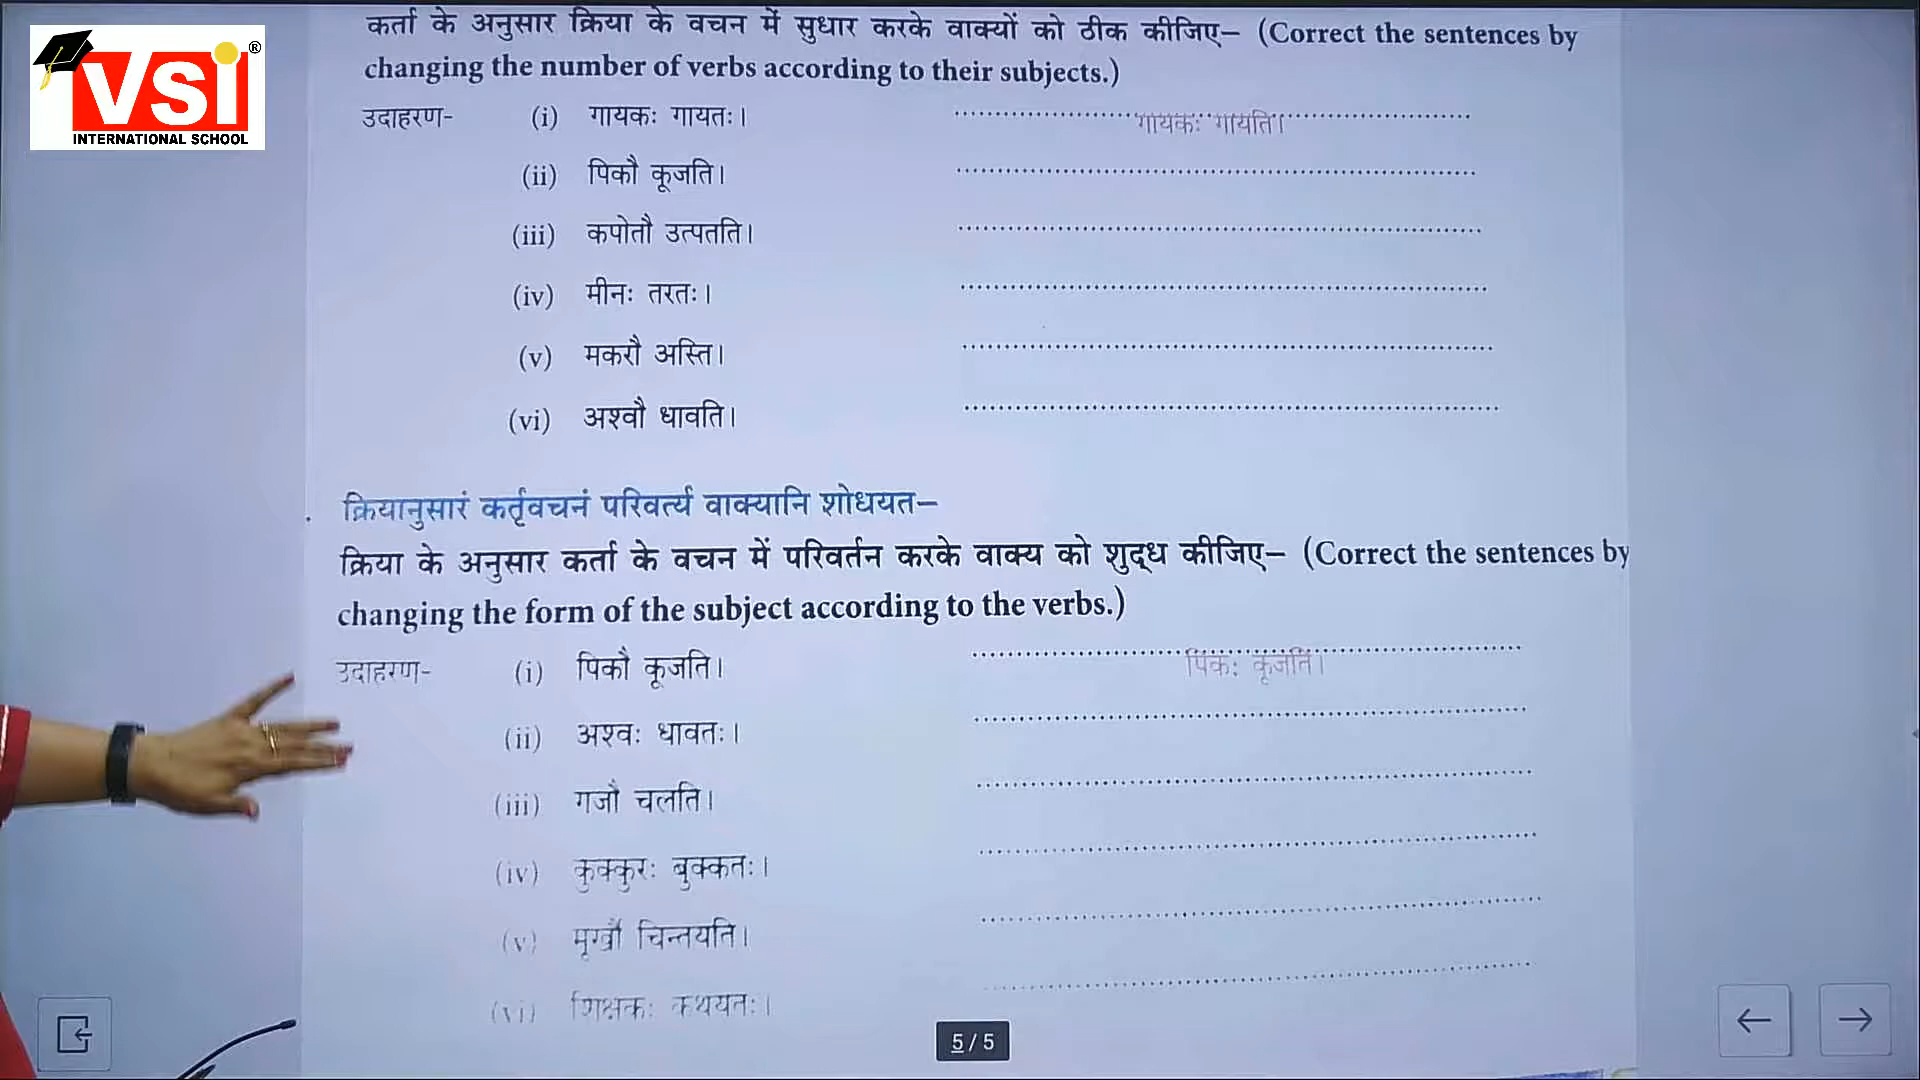 VSI ®
INTERNATIONAL SCHOOL
कर्ता के अनुसार क्रिया के वचन में सुधार करके वाक्यों को ठीक कीजिए– (Correct the sentences by
changing the number of verbs according to their subjects.)
उदाहरण- (i) गायकः गायतः। गायकः गायति।
(ii) पिकौ कूजति।
(iii) कपोतौ उत्पतति।
(iv) मीनः तरतः।
(v) मकरौ अस्ति।
(vi) अश्वौ धावति।
क्रियानुसारं कर्तृवचनं परिवर्त्य वाक्यानि शोधयत–
क्रिया के अनुसार कर्ता के वचन में परिवर्तन करके वाक्य को शुद्ध कीजिए– (Correct the sentences by
changing the form of the subject according to the verbs.)
उदाहरण- (i) पिकौ कूजति। पिकः कूजति।
(ii) अश्वः धावतः।
(iii) गजौ चलति।
(iv) कुक्कुरः बुक्कतः।
(v) मूर्खौ चिन्तयति।
(vi) शिक्षकः कथयतः।
5 / 5